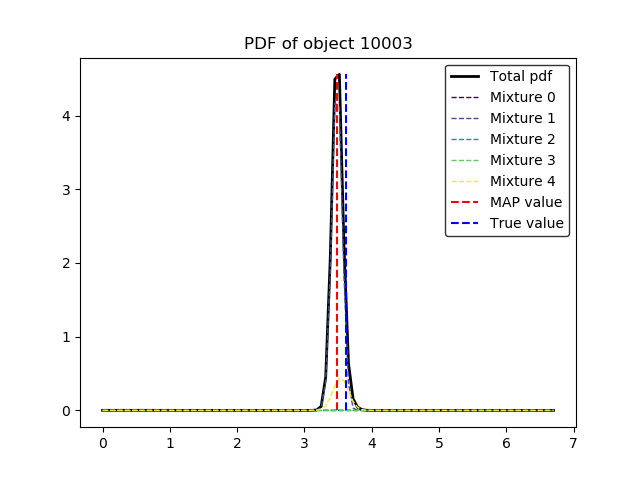 PDF of object 10003
Total pdf
Mixture 0
Mixture 1
Mixture 2
Mixture 3
Mixture 4
MAP value
True value
4
3
2
1
0
0 1 2 3 4 5 6 7